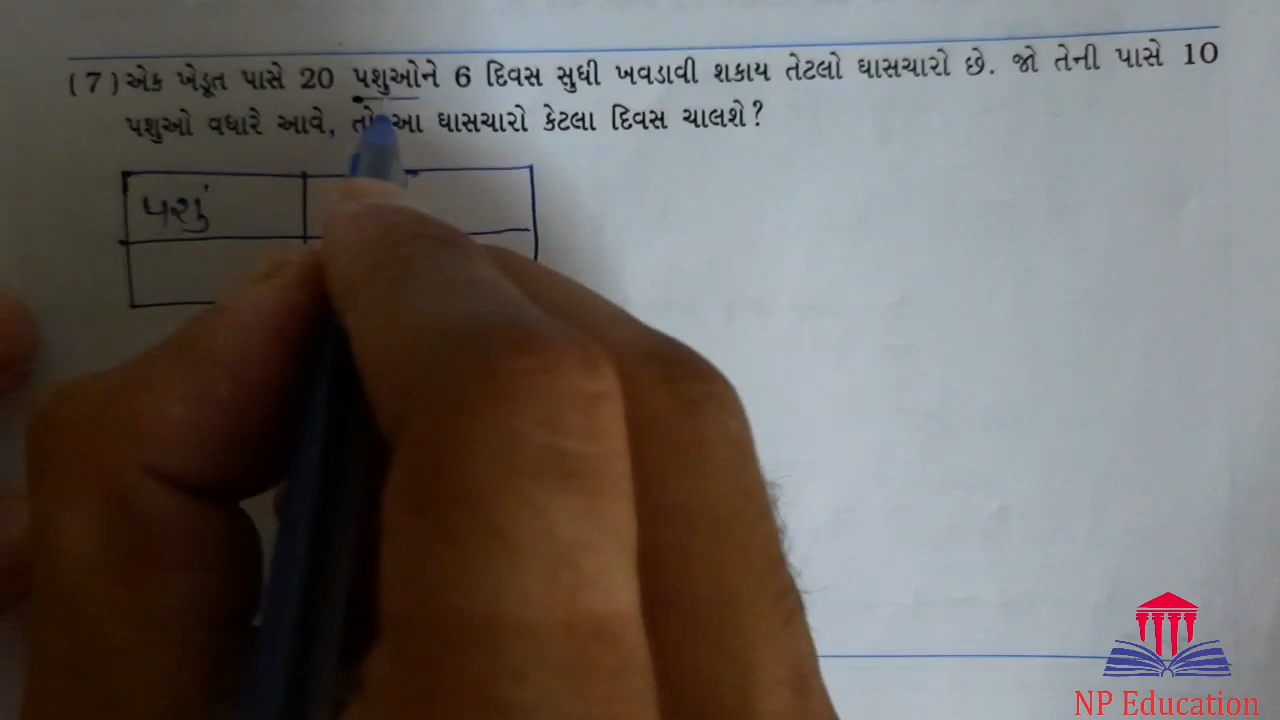 (7) એક ખેડૂત પાસે 20 પશુઓને 6 દિવસ સુધી ખવડાવી શકાય તેટલો ઘાસચારો છે. જો તેની પાસે 10
પશુઓ વધારે આવે, તો આ ઘાસચારો કેટલા દિવસ ચાલશે?
પશું
NP Education